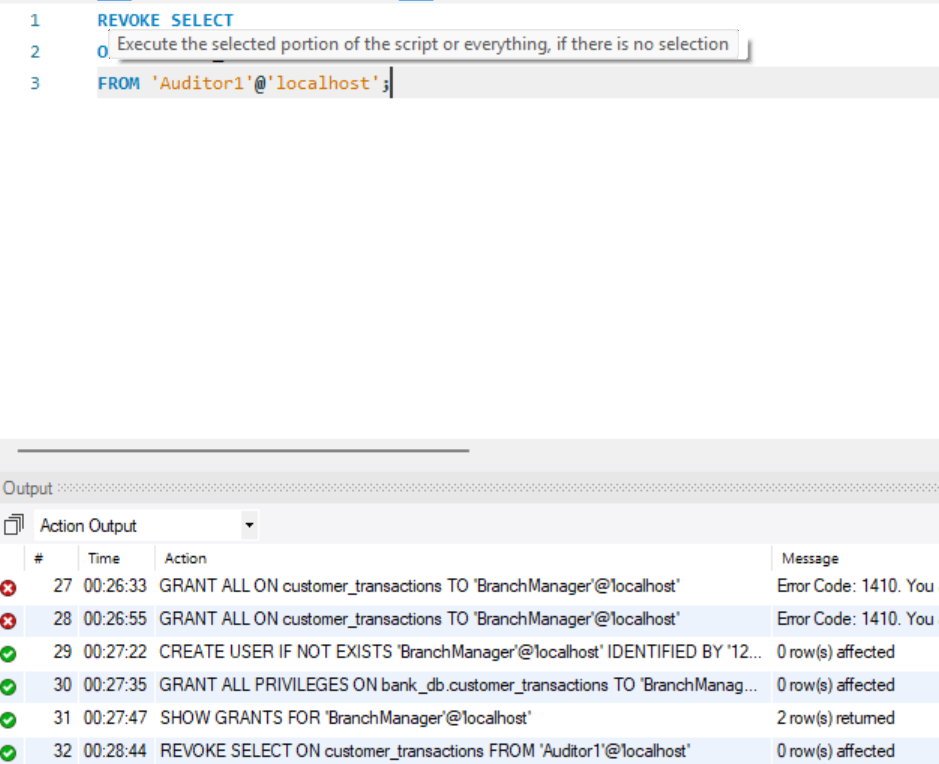 1 REVOKE SELECT
2 O
Execute the selected portion of the script or everything, if there is no selection
3 FROM 'Auditor1'@'localhost';
Output
Action Output
# Time Action Message
27 00:26:33 GRANT ALL ON customer_transactions TO 'BranchManager'@'localhost' Error Code: 1410. You
28 00:26:55 GRANT ALL ON customer_transactions TO 'BranchManager'@'localhost' Error Code: 1410. You
29 00:27:22 CREATE USER IF NOT EXISTS 'BranchManager'@'localhost' IDENTIFIED BY '12... 0 row(s) affected
30 00:27:35 GRANT ALL PRIVILEGES ON bank_db.customer_transactions TO 'BranchManag... 0 row(s) affected
31 00:27:47 SHOW GRANTS FOR 'BranchManager'@'localhost' 2 row(s) returned
32 00:28:44 REVOKE SELECT ON customer_transactions FROM 'Auditor1'@'localhost' 0 row(s) affected